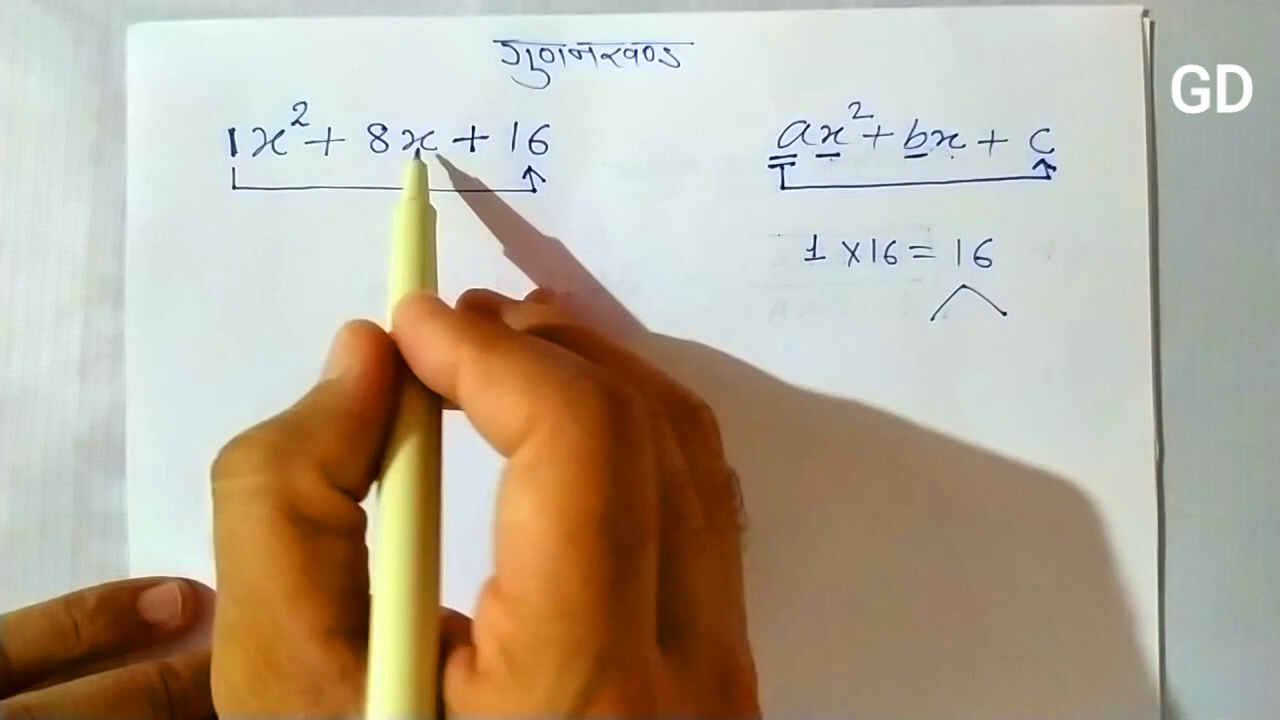 गुणनखण्ड
GD
1x² + 8x + 16
ax² + bx + c
1 × 16 = 16